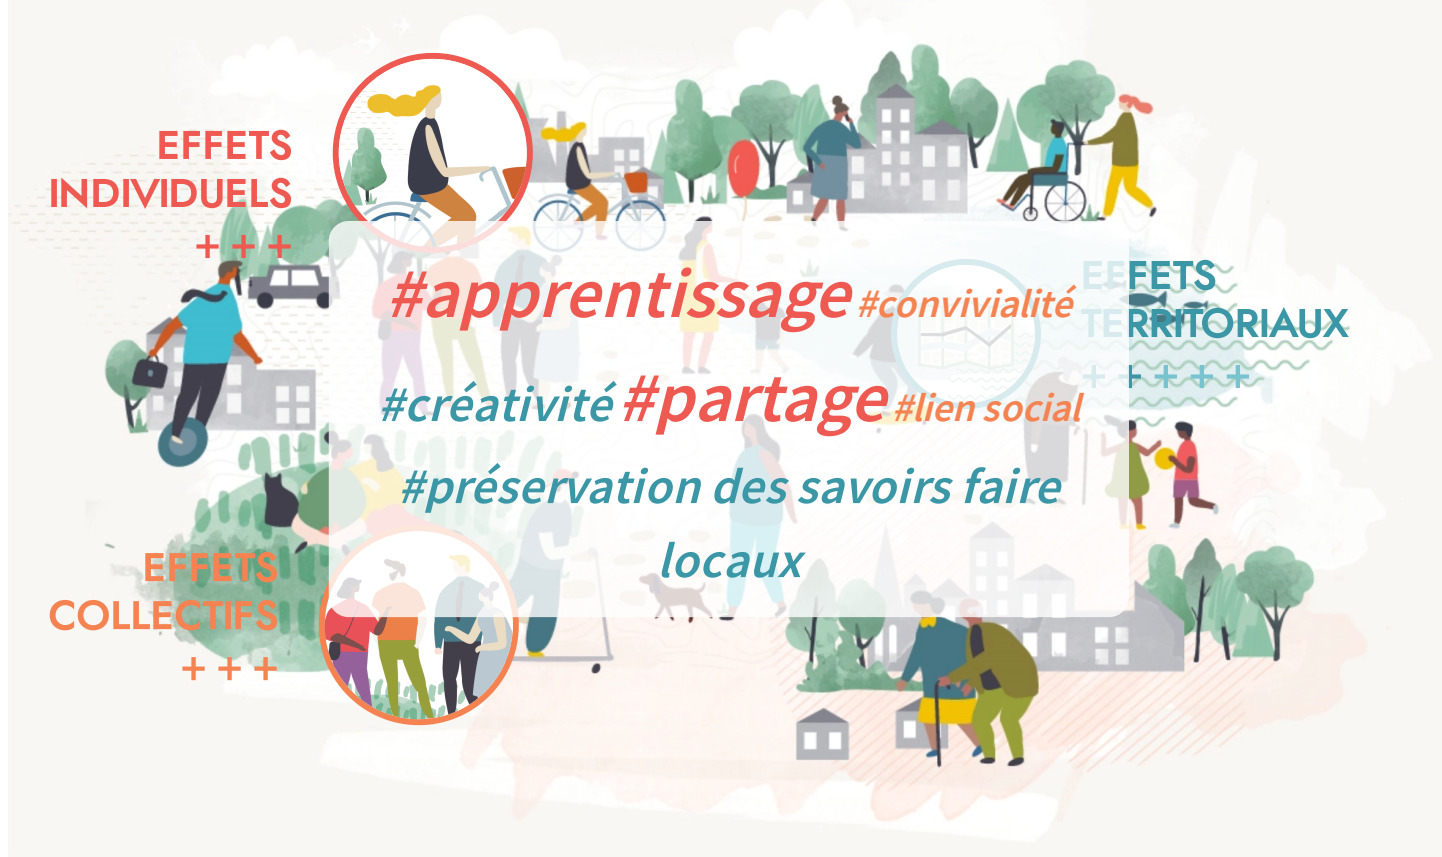 EFFETS
INDIVIDUELS
+ + +
#apprentissage #convivialité
#créativité #partage #lien social
#préservation des savoirs faire
locaux
EFFETS
TERRITORIAUX
+ + + + +
EFFETS
COLLECTIFS
+ + +